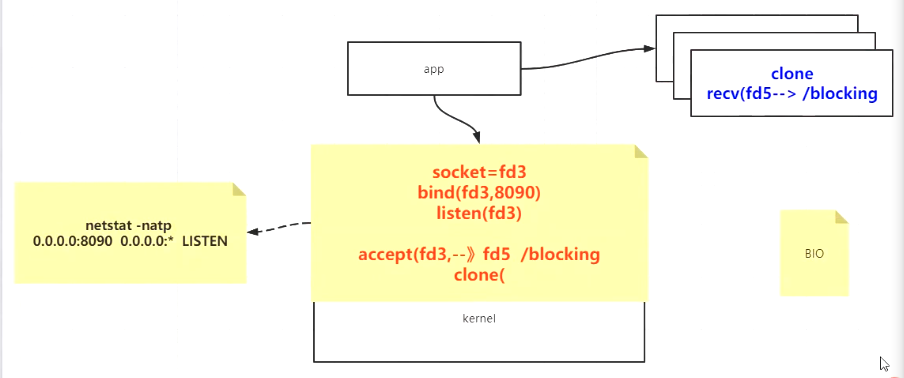 app
clone
recv(fd5--> /blocking
socket=fd3
bind(fd3,8090)
listen(fd3)
accept(fd3,--》fd5 /blocking
clone(
netstat -natp
0.0.0.0:8090 0.0.0.0:* LISTEN
BIO
kernel